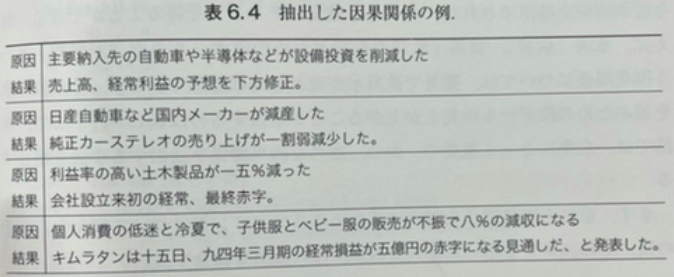 表6.4 抽出した因果関係の例.
原因 主要納入先の自動車や半導体などが設備投資を削減した
結果 売上高、経常利益の予想を下方修正。
原因 日産自動車など国内メーカーが減産した
結果 純正カーステレオの売り上げが一割弱減少した。
原因 利益率の高い土木製品が一五%減った
結果 会社設立来初の経常、最終赤字。
原因 個人消費の低迷と冷夏で、子供服とベビー服の販売が不振で八%の減収になる
結果 キムラタンは十五日、九四年三月期の経常損益が五億円の赤字になる見通しだ、と発表した。